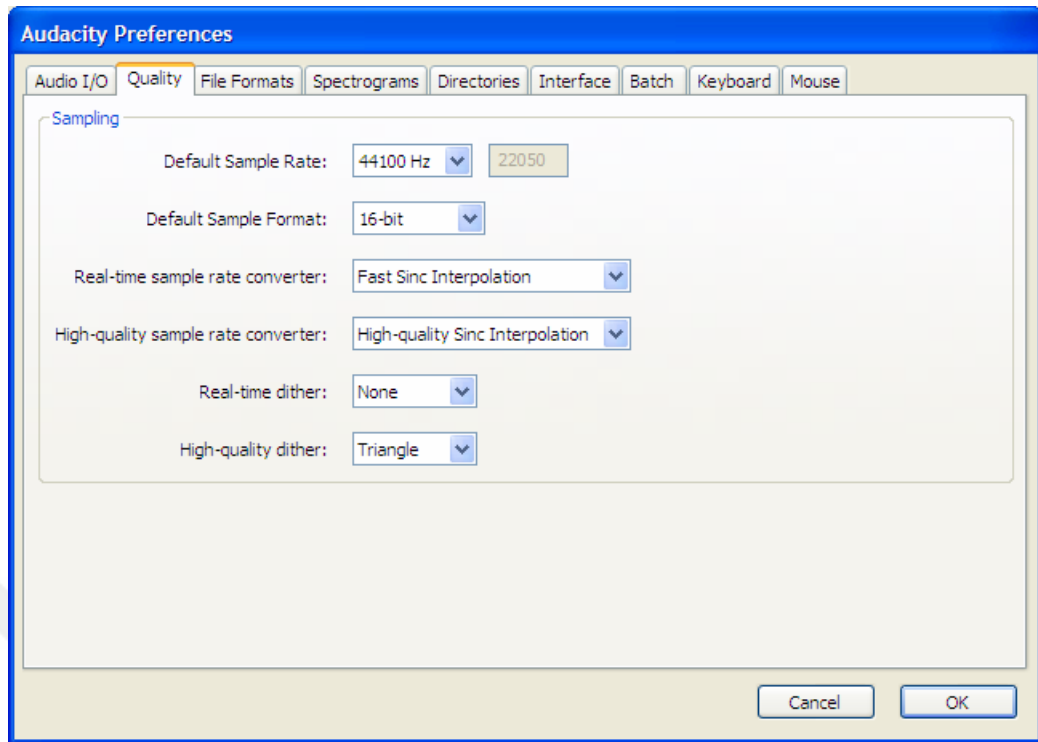 Audacity Preferences
Audio I/O Quality File Formats Spectrograms Directories Interface Batch Keyboard Mouse
Sampling
Default Sample Rate: 44100 Hz 22050
Default Sample Format: 16-bit
Real-time sample rate converter: Fast Sinc Interpolation
High-quality sample rate converter: High-quality Sinc Interpolation
Real-time dither: None
High-quality dither: Triangle
Cancel OK